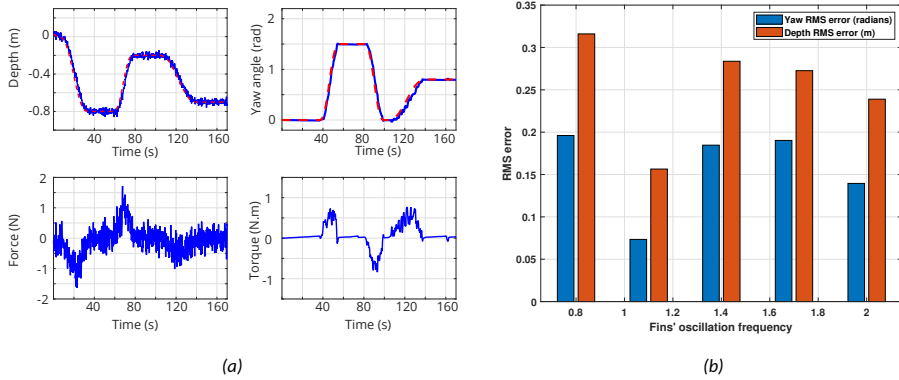 0
-0.4
-0.8
Depth (m)
40 80 120 160
Time (s)
1.5
1
0
Yaw angle (rad)
40 80 120 160
Time (s)
2
1
0
-1
-2
Force (N)
40 80 120 160
Time (s)
1
0
-1
Torque (N.m)
40 80 120 160
Time (s)
(a)
0.35
0.3
0.25
0.2
0.15
0.1
0.05
0
RMS error
Yaw RMS error (radians)
Depth RMS error (m)
0.8 1 1.2 1.4 1.6 1.8 2
Fins' oscillation frequency
(b)